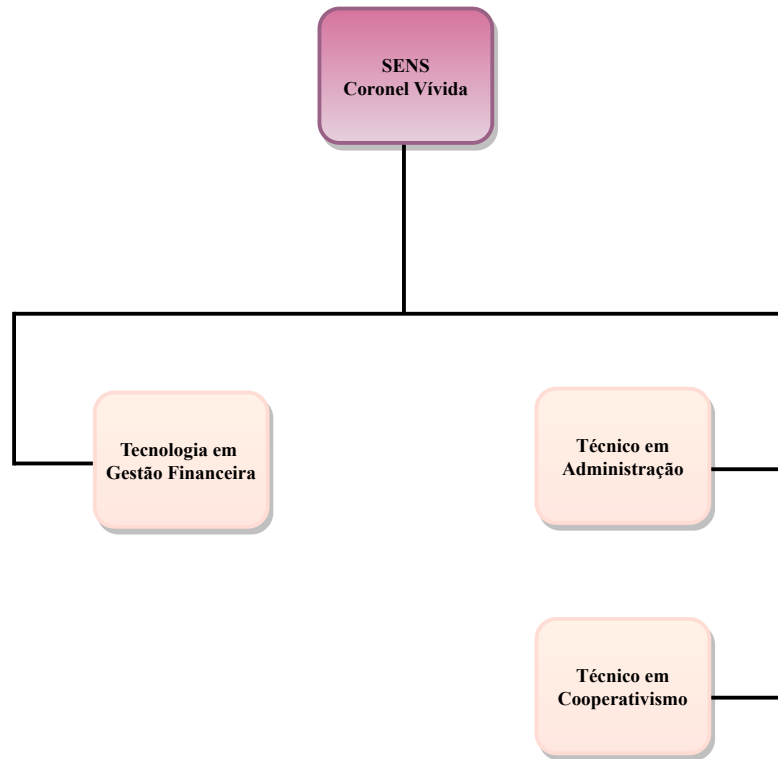 SENS
Coronel Vívida
Tecnologia em
Gestão Financeira
Técnico em
Administração
Técnico em
Cooperativismo